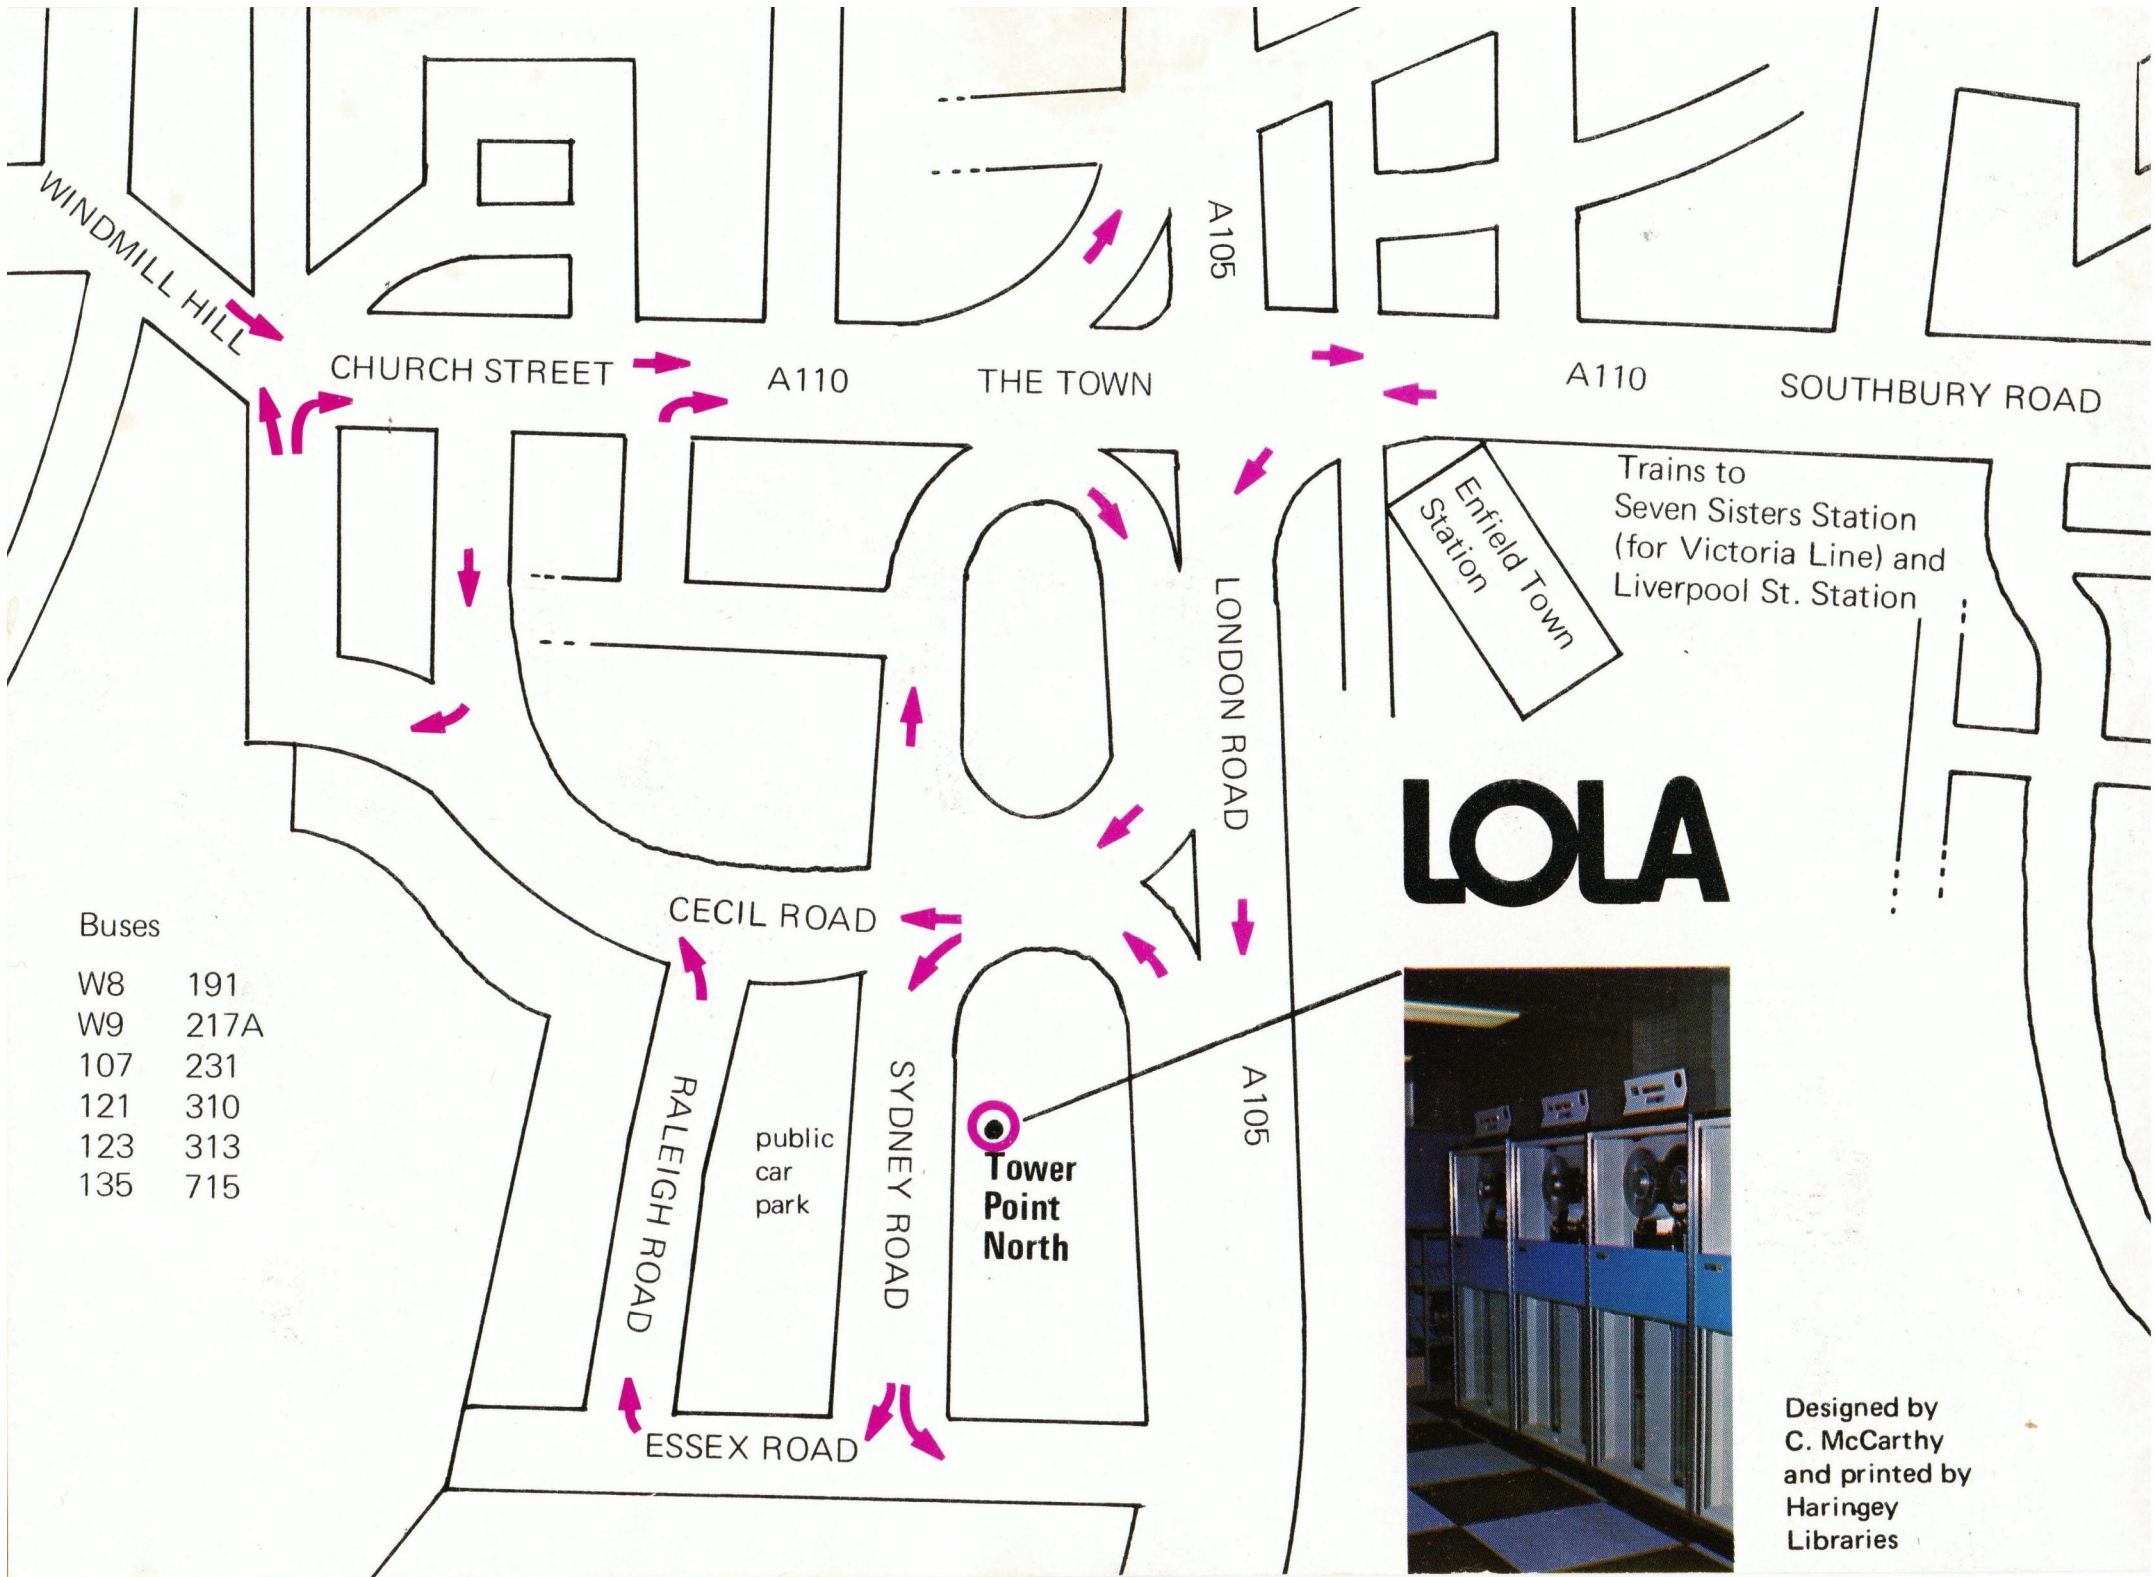 WINDMILL HILL
A105
CHURCH STREET
A110
THE TOWN
A110
SOUTHBURY ROAD
Enfield Town
Station
Trains to
Seven Sisters Station
(for Victoria Line) and
Liverpool St. Station
LONDON ROAD
LOLA
CECIL ROAD
Buses
W8 191
W9 217A
107 231
121 310
123 313
135 715
RALEIGH ROAD
public
car
park
SYDNEY ROAD
Tower
Point
North
A105
ESSEX ROAD
Designed by
C. McCarthy
and printed by
Haringey
Libraries